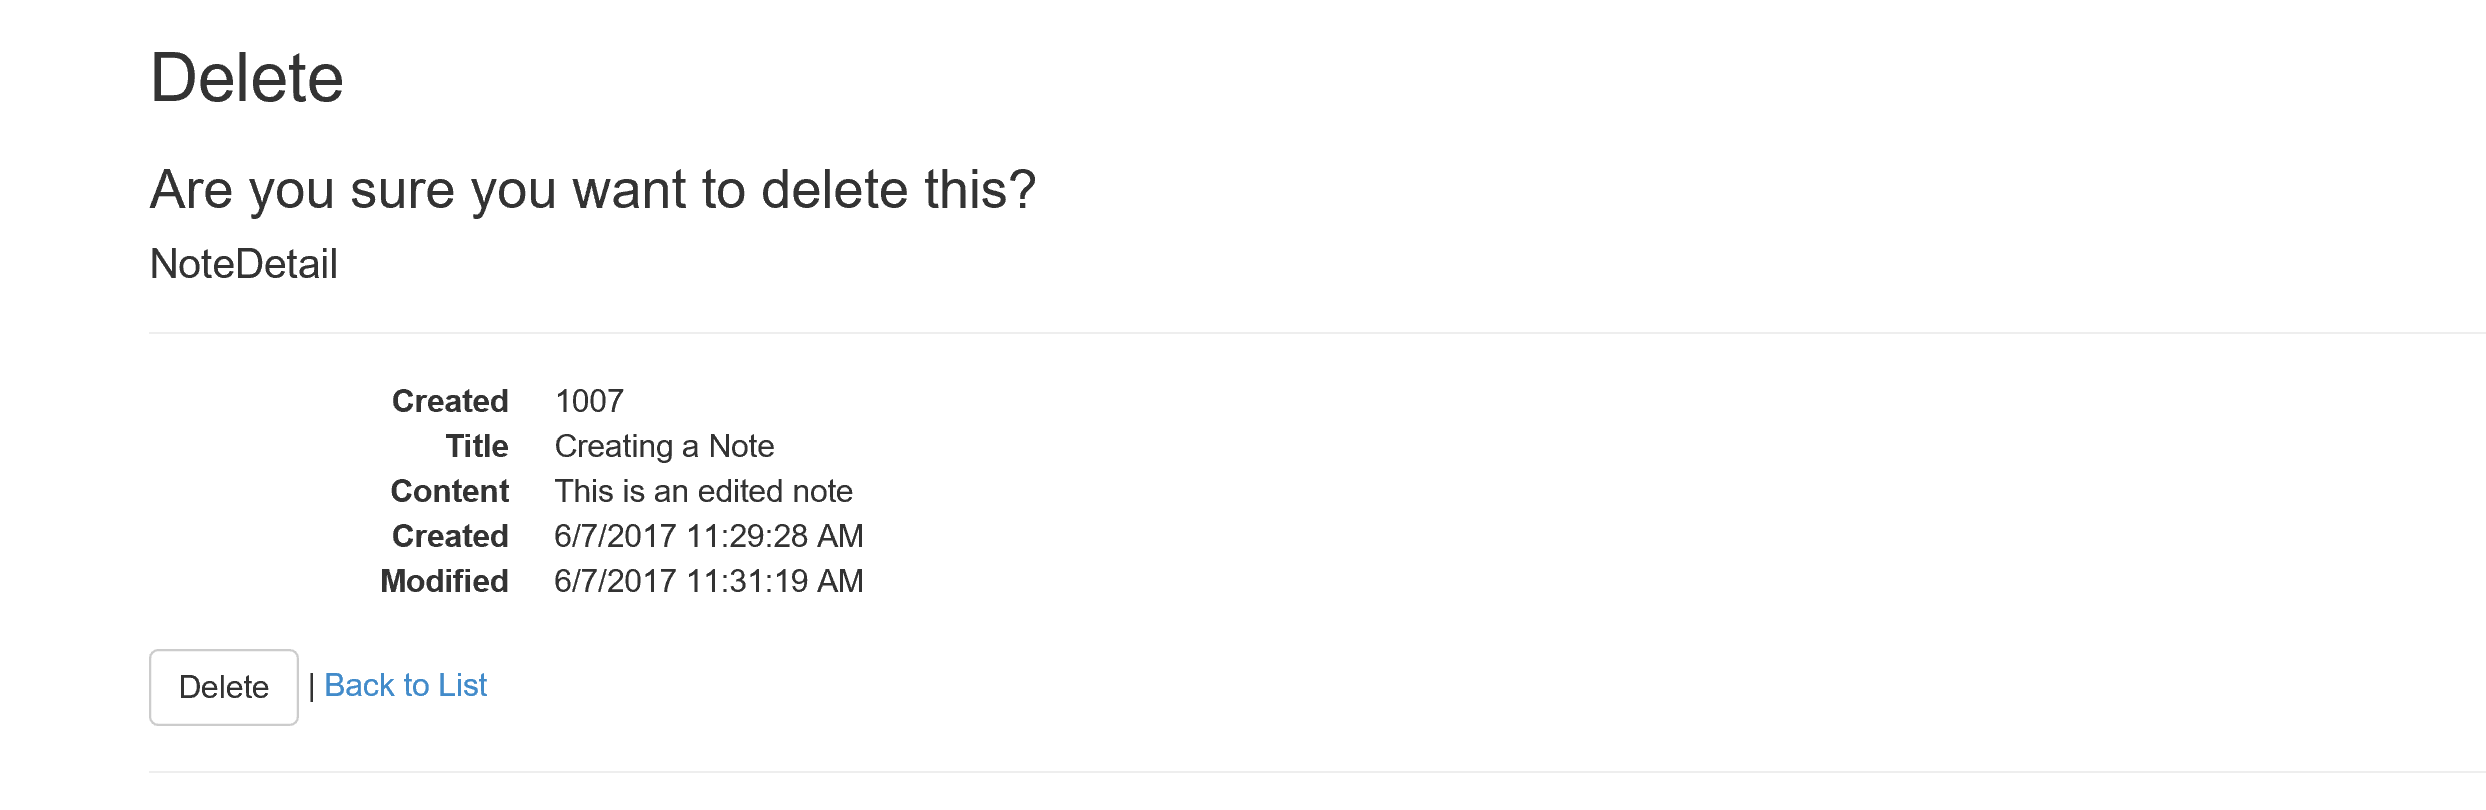 Delete
Are you sure you want to delete this?
NoteDetail
Created 1007
Title Creating a Note
Content This is an edited note
Created 6/7/2017 11:29:28 AM
Modified 6/7/2017 11:31:19 AM
Delete | Back to List